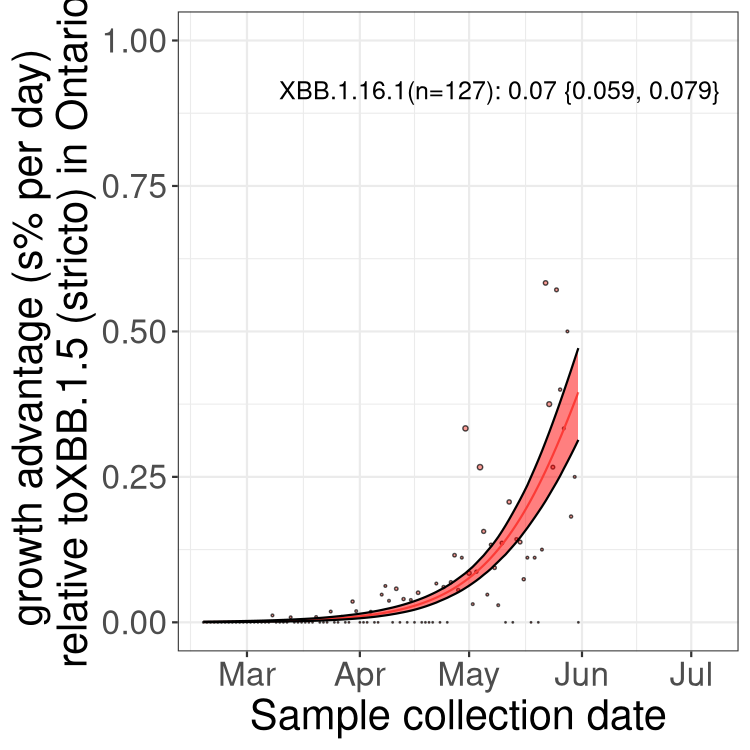 growth advantage (s% per day)
relative toXBB.1.5 (stricto) in Ontario
1.00
0.75
0.50
0.25
0.00
XBB.1.16.1(n=127): 0.07 {0.059, 0.079}
Mar Apr May Jun Jul
Sample collection date